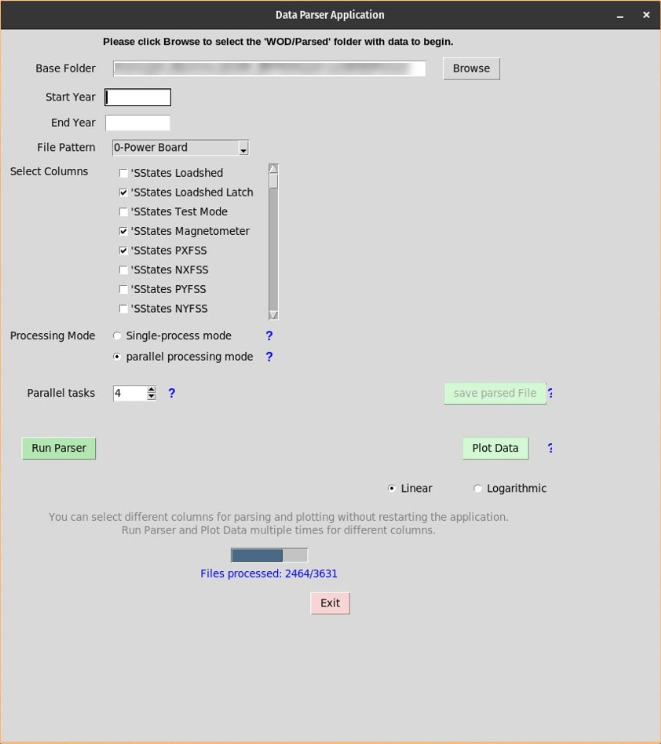 Data Parser Application
Please click Browse to select the 'WOD/Parsed' folder with data to begin.
Base Folder Browse
Start Year
End Year
File Pattern 0-Power Board
Select Columns 'SStates Loadshed
'SStates Loadshed Latch
'SStates Test Mode
'SStates Magnetometer
'SStates PXFSS
'SStates NXFSS
'SStates PYFSS
'SStates NYFSS
Processing Mode Single-process mode ?
parallel processing mode ?
Parallel tasks 4 ? save parsed File ?
Run Parser Plot Data ?
Linear Logarithmic
You can select different columns for parsing and plotting without restarting the application.
Run Parser and Plot Data multiple times for different columns.
Files processed: 2464/3631
Exit